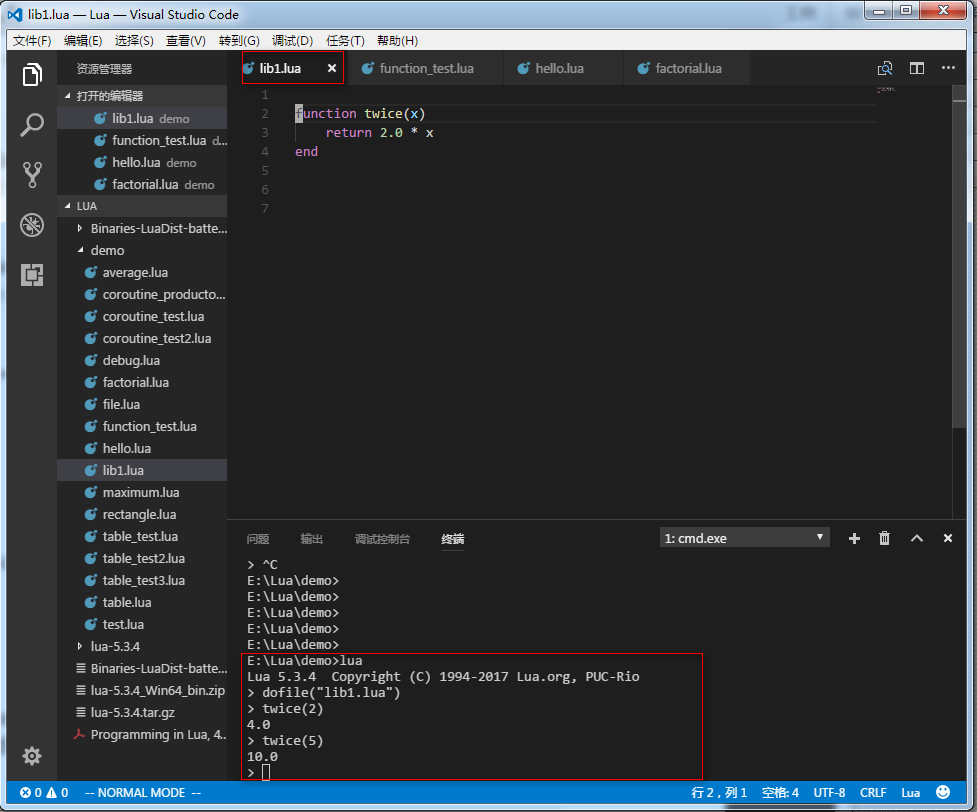 lib1.lua — Lua — Visual Studio Code
文件(F) 编辑(E) 选择(S) 查看(V) 转到(G) 调试(D) 任务(T) 帮助(H)
资源管理器
打开的编辑器
lib1.lua demo
function_test.lua d...
hello.lua demo
factorial.lua demo
LUA
Binaries-LuaDist-batte...
demo
average.lua
coroutine_producto...
coroutine_test.lua
coroutine_test2.lua
debug.lua
factorial.lua
file.lua
function_test.lua
hello.lua
lib1.lua
maximum.lua
rectangle.lua
table_test.lua
table_test2.lua
table_test3.lua
table.lua
test.lua
lua-5.3.4
Binaries-LuaDist-batte...
lua-5.3.4_Win64_bin.zip
lua-5.3.4.tar.gz
Programming in Lua, 4...
lib1.lua function_test.lua hello.lua factorial.lua
1
2 function twice(x)
3 return 2.0 * x
4 end
5
6
7
问题 输出 调试控制台 终端 1: cmd.exe
> ^C
E:\Lua\demo>
E:\Lua\demo>
E:\Lua\demo>
E:\Lua\demo>
E:\Lua\demo>
E:\Lua\demo>lua
Lua 5.3.4  Copyright (C) 1994-2017 Lua.org, PUC-Rio
> dofile("lib1.lua")
> twice(2)
4.0
> twice(5)
10.0
>
0 0 -- NORMAL MODE -- 行 2，列 1 空格: 4 UTF-8 CRLF Lua